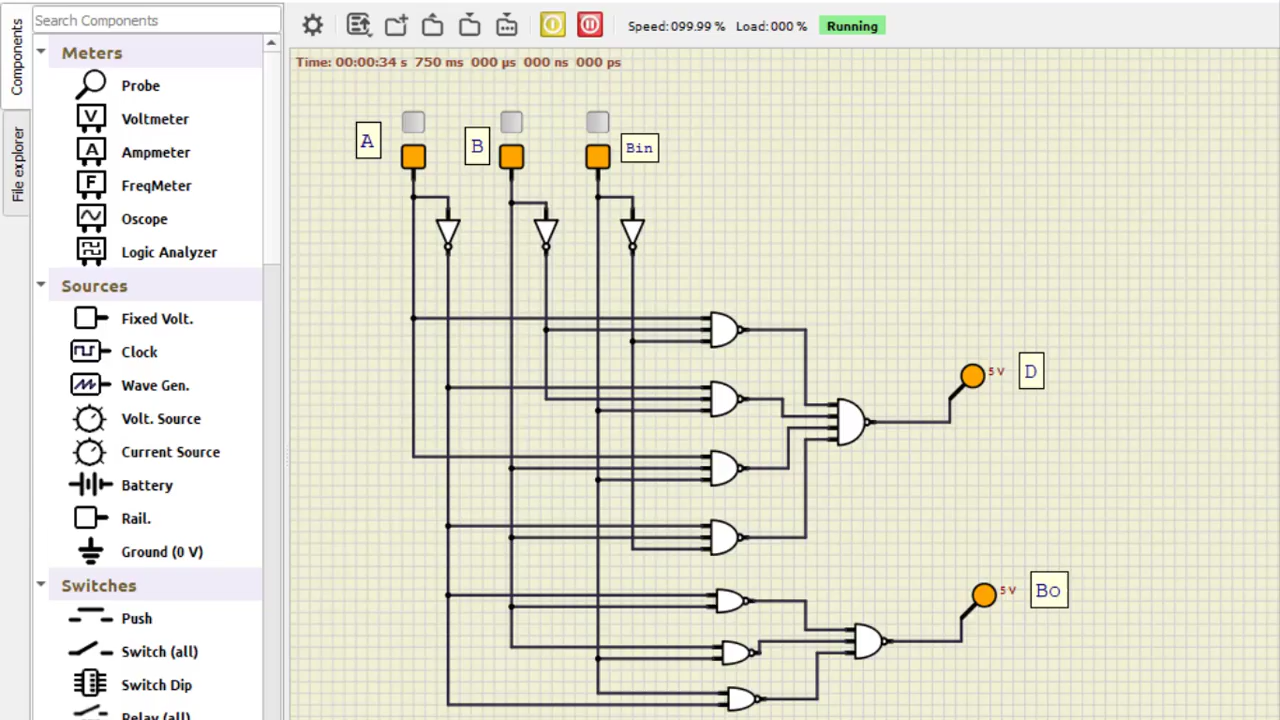 Components
File explorer
Search Components
Meters
Probe
V Voltmeter
A Ampmeter
F FreqMeter
Oscope
Logic Analyzer
Sources
Fixed Volt.
Clock
Wave Gen.
Volt. Source
Current Source
Battery
Rail.
Ground (0 V)
Switches
Push
Switch (all)
Switch Dip
Relay (all)
Speed: 099.99 % Load: 000 % Running
Time: 00:00:34 s 750 ms 000 µs 000 ns 000 ps
A B Bin
5 V D
5 V Bo